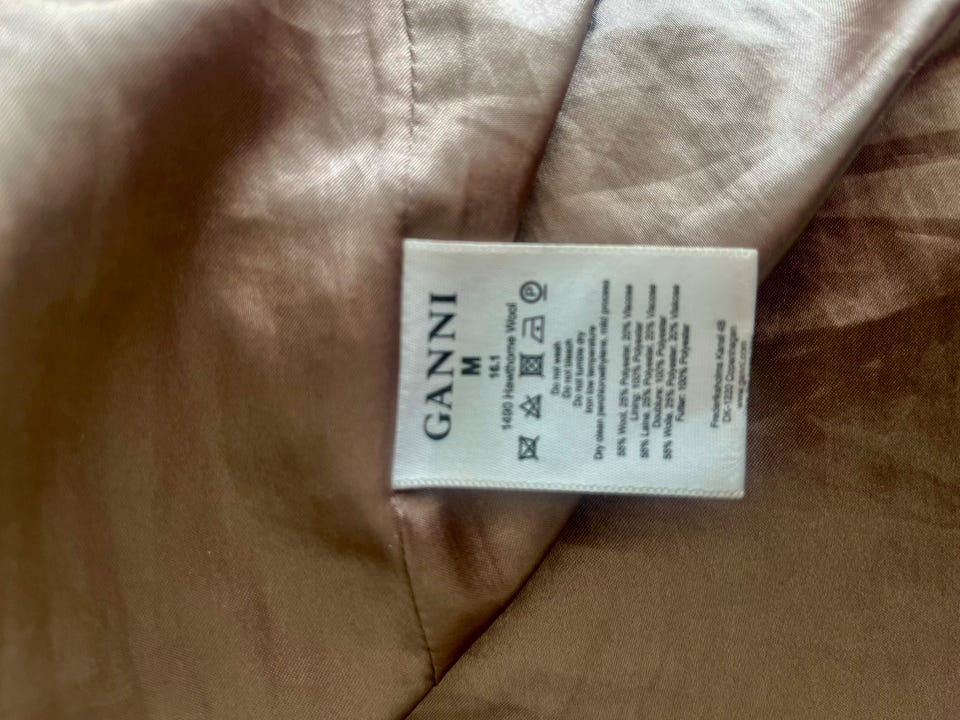 GANNI
M
16.1
1490 Hawthorne Wool
P
Do not wash
Do not bleach
Do not tumble dry
Iron low temperature
Dry clean perchloroethylene, mild process
55% Wool, 25% Polyester, 20% Viscose
Lining: 100% Polyester
55% Laine, 25% Polyester, 20% Viscose
Doublure: 100% Polyester
55% Wolle, 25% Polyester, 20% Viscose
Futter: 100% Polyester
Frederiksholms Kanal 4B
DK-1220 Copenhagen
www.ganni.com